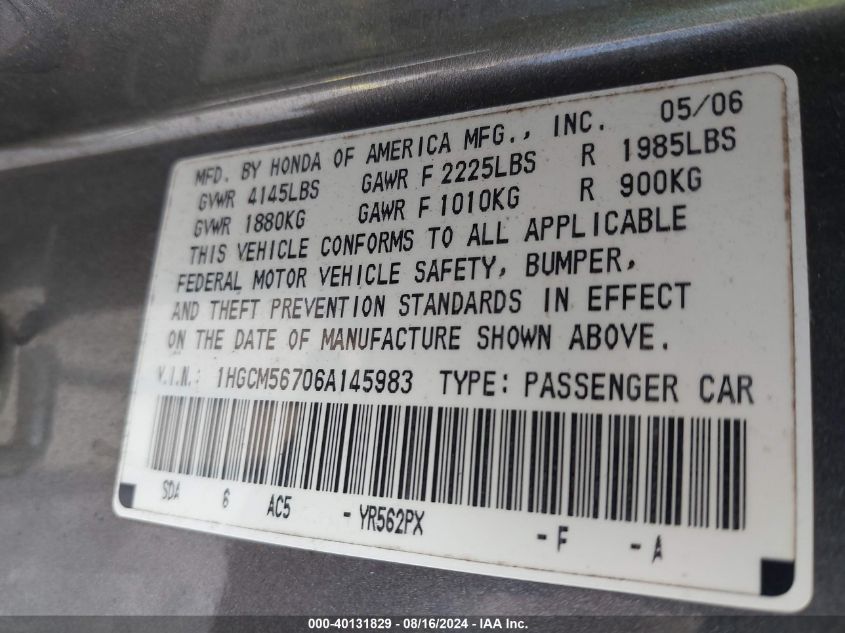 MFD. BY HONDA OF AMERICA MFG., INC. 05/06
GVWR 4145LBS GAWR F 2225LBS R 1985LBS
GVWR 1880KG GAWR F 1010KG R 900KG
THIS VEHICLE CONFORMS TO ALL APPLICABLE
FEDERAL MOTOR VEHICLE SAFETY, BUMPER,
AND THEFT PREVENTION STANDARDS IN EFFECT
ON THE DATE OF MANUFACTURE SHOWN ABOVE.
V.I.N.: 1HGCM56706A145983 TYPE: PASSENGER CAR
SDA 6 AC5 - YR562PX - F - A
000-40131829 - 08/16/2024 - IAA Inc.